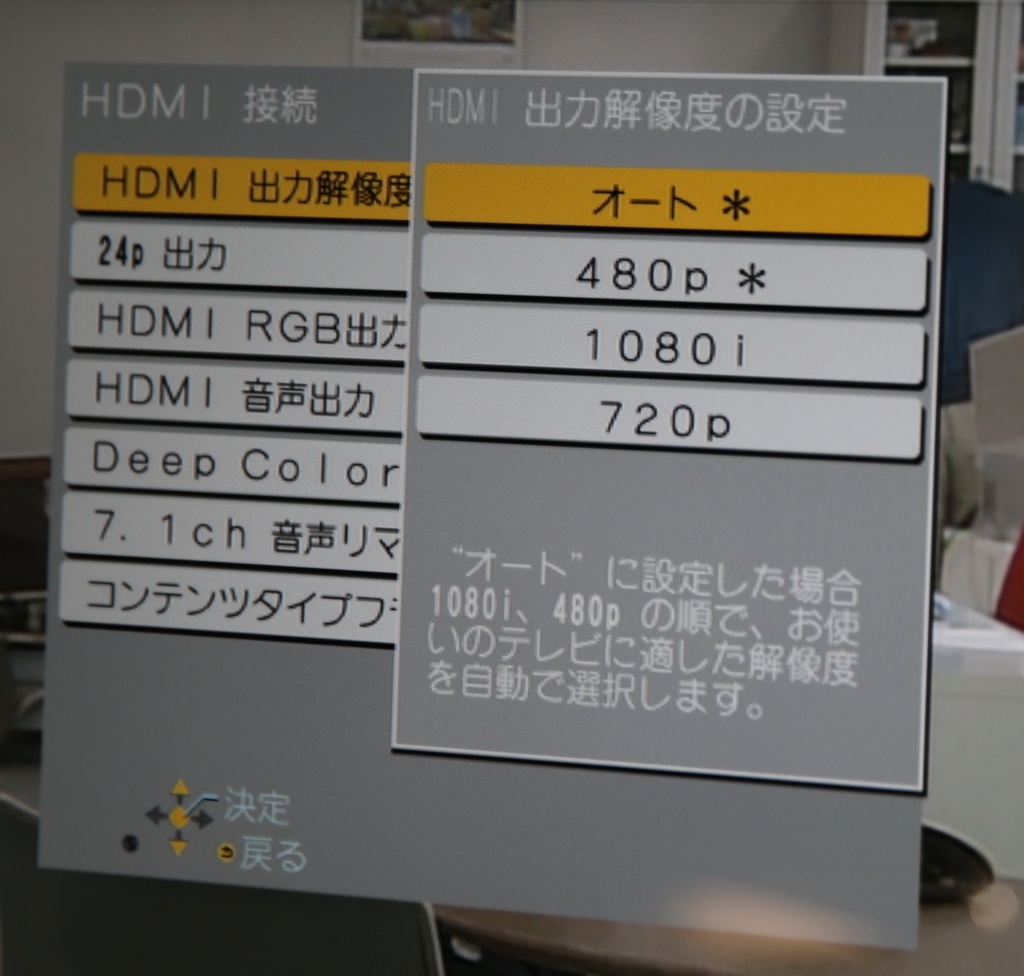 HDMI 接続
HDMI 出力解像度
24p 出力
HDMI RGB出力
HDMI 音声出力
Deep Color
7. 1ch 音声リマ
コンテンツタイプフ
決定
戻る
S
HDMI 出力解像度の設定
オート ＊
480p ＊
1080i
720p
“オート”に設定した場合
1080i、480p の順で、お使
いのテレビに適した解像度
を自動で選択します。